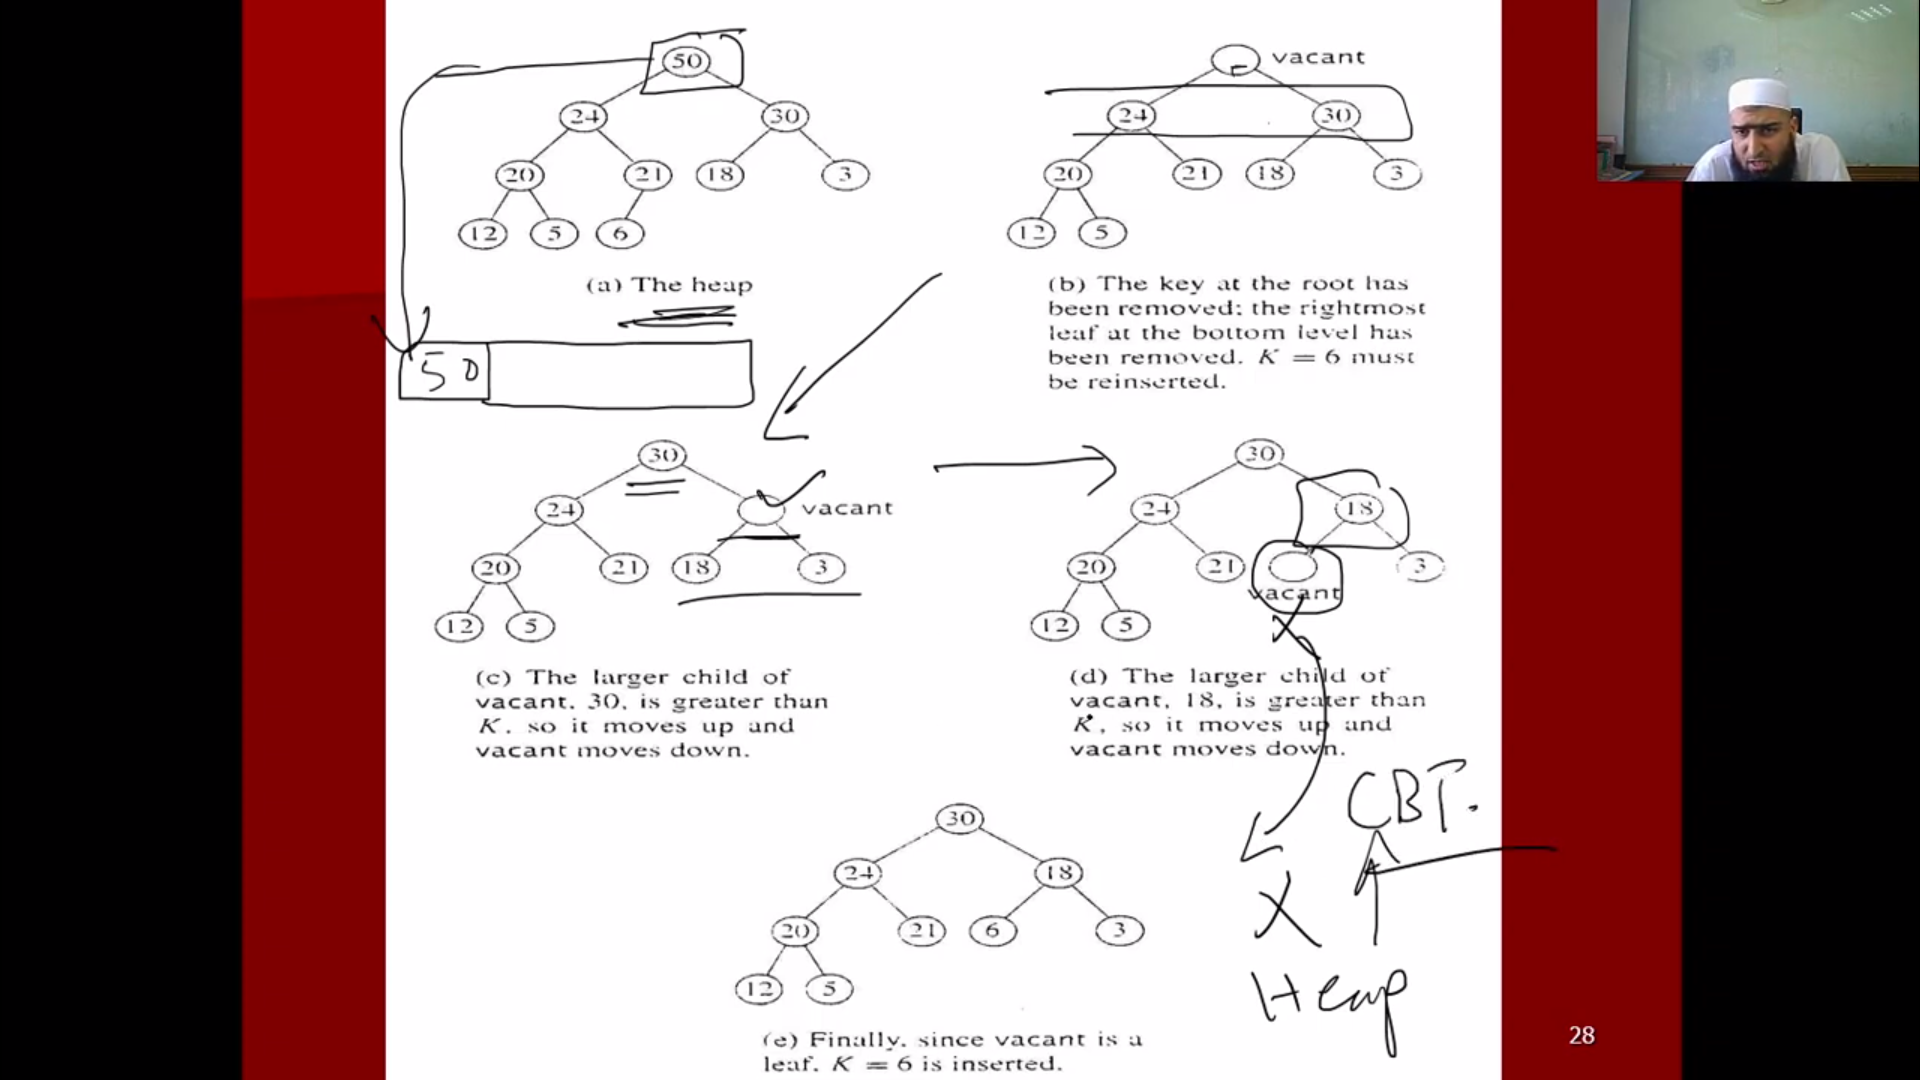 50
24 30
20 21 18 3
12 5 6
(a) The heap
50
vacant
24 30
20 21 18 3
12 5
(b) The key at the root has
been removed; the rightmost
leaf at the bottom level has
been removed. K = 6 must
be reinserted.
30
24 vacant
20 21 18 3
12 5
(c) The larger child of
vacant, 30, is greater than
K, so it moves up and
vacant moves down.
30
24 18
20 21 3
vacant
12 5
(d) The larger child of
vacant, 18, is greater than
K, so it moves up and
vacant moves down.
CBT.
X
Heap
30
24 18
20 21 6 3
12 5
(e) Finally, since vacant is a
leaf, K = 6 is inserted.
28